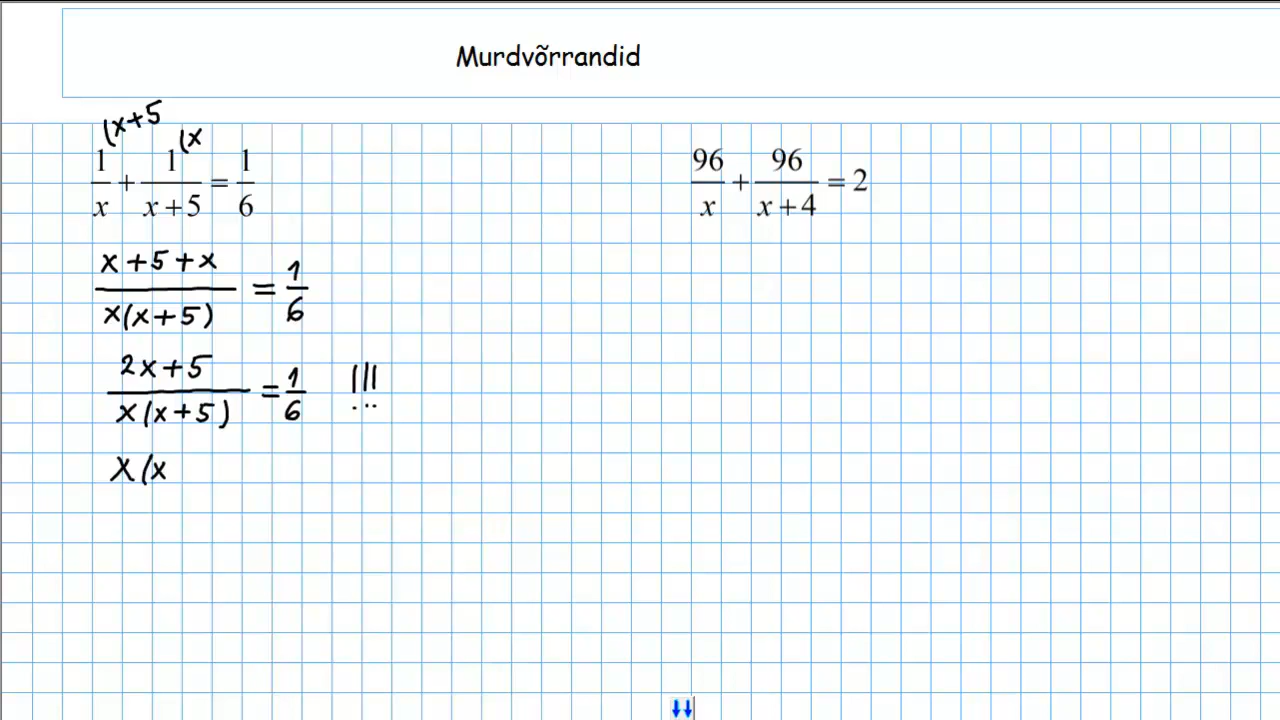 Murdvõrrandid
(x+5 (x
1/x + 1/(x+5) = 1/6
(x+5+x)/(x(x+5)) = 1/6
(2x+5)/(x(x+5)) = 1/6 !!!
x(x
96/x + 96/(x+4) = 2